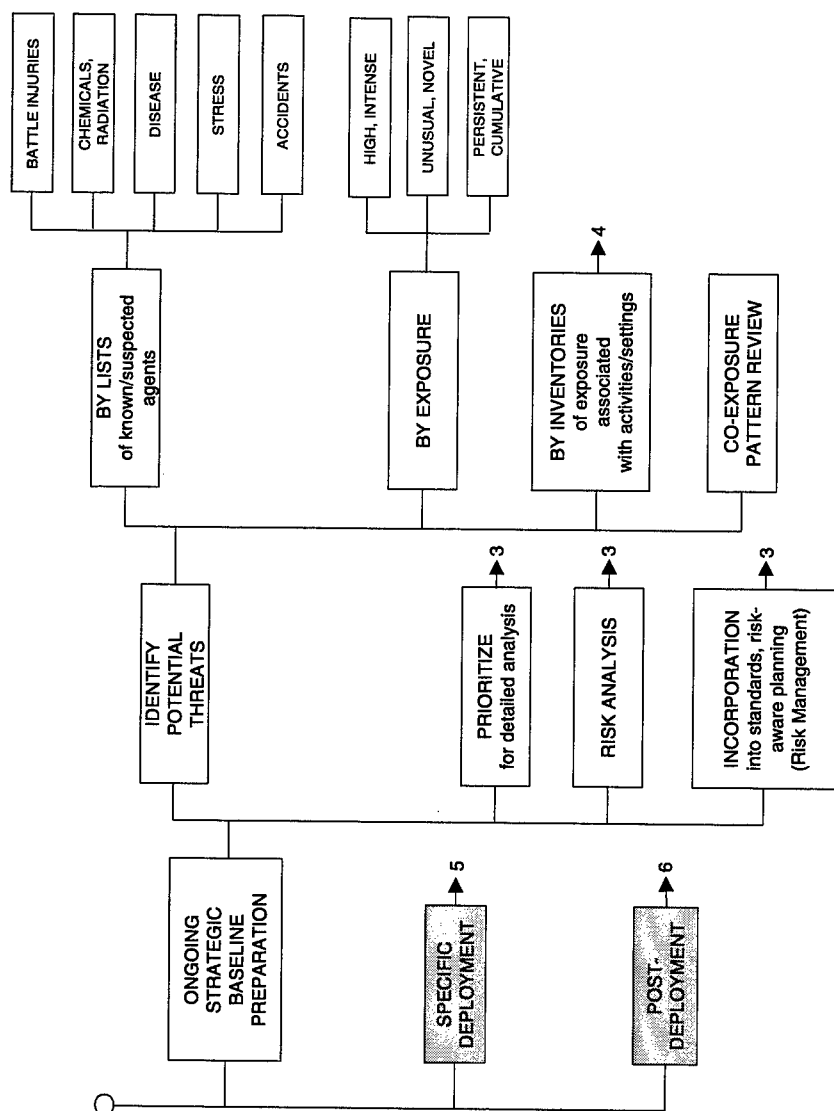 ONGOING
STRATEGIC
BASELINE
PREPARATION
SPECIFIC
DEPLOYMENT
5
POST-
DEPLOYMENT
6
IDENTIFY
POTENTIAL
THREATS
PRIORITIZE
for detailed analysis
3
RISK ANALYSIS
3
INCORPORATION
into standards, risk-
aware planning
(Risk Management)
3
BY LISTS
of known/suspected
agents
BY EXPOSURE
BY INVENTORIES
of exposure
associated
with activities/settings
4
CO-EXPOSURE
PATTERN REVIEW
BATTLE INJURIES
CHEMICALS,
RADIATION
DISEASE
STRESS
ACCIDENTS
HIGH, INTENSE
UNUSUAL, NOVEL
PERSISTENT,
CUMULATIVE